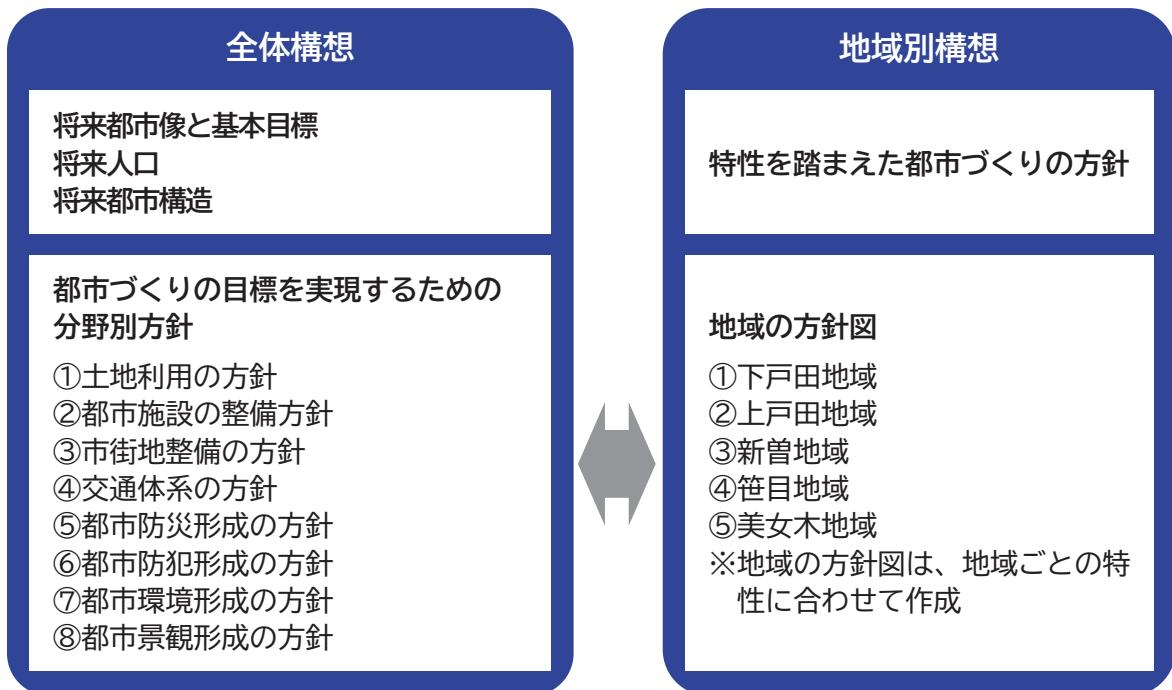 全体構想
将来都市像と基本目標
将来人口
将来都市構造
都市づくりの目標を実現するための
分野別方針
①土地利用の方針
②都市施設の整備方針
③市街地整備の方針
④交通体系の方針
⑤都市防災形成の方針
⑥都市防犯形成の方針
⑦都市環境形成の方針
⑧都市景観形成の方針
地域別構想
特性を踏まえた都市づくりの方針
地域の方針図
①下戸田地域
②上戸田地域
③新曽地域
④笹目地域
⑤美女木地域
※地域の方針図は、地域ごとの特
性に合わせて作成